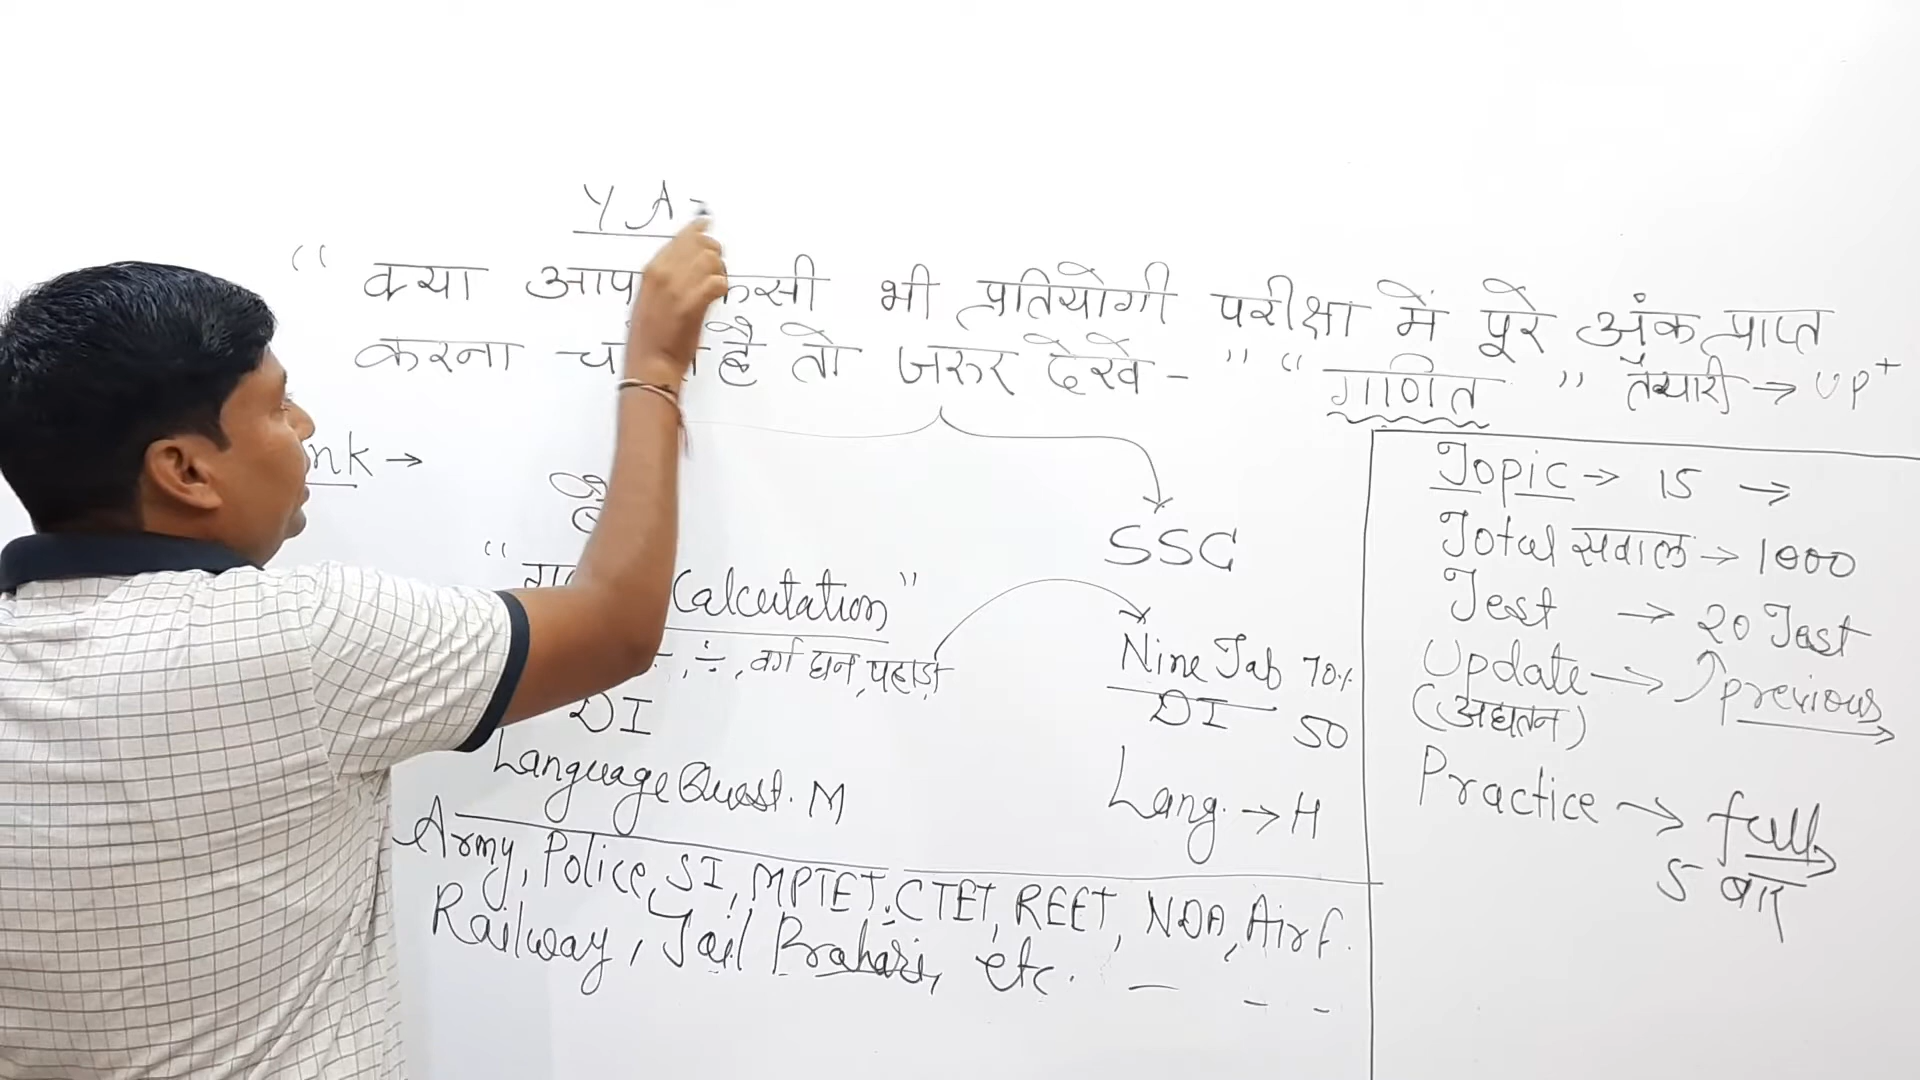 Y A
“ क्या आप किसी भी प्रतियोगी परीक्षा में पूरे अंक प्राप्त
करना है तो जरुर देखें - ” “ गणित ” तैयारी → UP+
nk →
SSC
“ Calculation ”
÷, वर्ग घन, पहाड़ा
DI
Language Quest. M
Nine Tab 70%
DI 50
Lang. → H
Army, Police, SI, MPTET, CTET, REET, NDA, Airf.
Railway, Jail Prahari, etc. - - -
Topic → 15 →
Total सवाल → 1000
Test → 20 Test
Update → previous
(अद्यतन)
Practice → full
5 बार